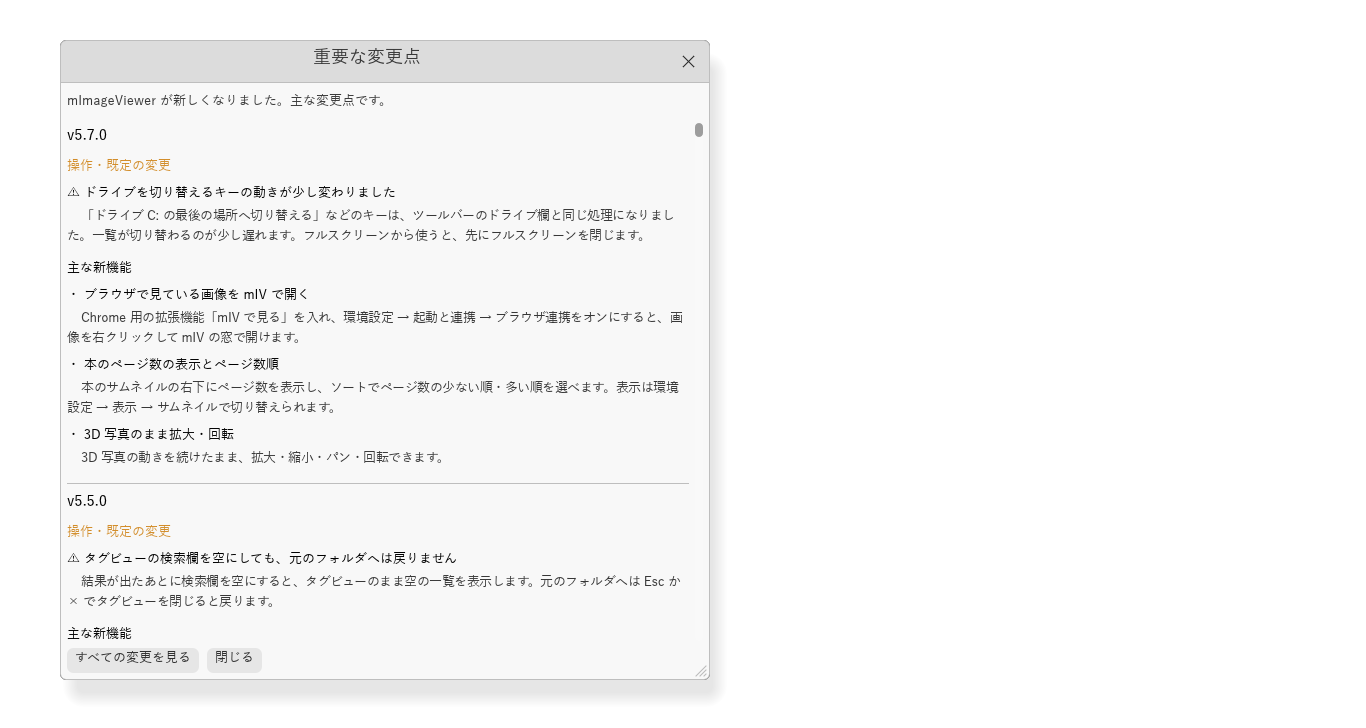 重要な変更点
mImageViewer が新しくなりました。主な変更点です。
v5.7.0
操作・既定の変更
⚠ ドライブを切り替えるキーの動きが少し変わりました
「ドライブ C: の最後の場所へ切り替える」などのキーは、ツールバーのドライブ欄と同じ処理になりまし
た。一覧が切り替わるのが少し遅れます。フルスクリーンから使うと、先にフルスクリーンを閉じます。
主な新機能
・ ブラウザで見ている画像を mIV で開く
Chrome 用の拡張機能「mIV で見る」を入れ、環境設定 → 起動と連携 → ブラウザ連携をオンにすると、画
像を右クリックして mIV の窓で開けます。
・ 本のページ数の表示とページ数順
本のサムネイルの右下にページ数を表示し、ソートでページ数の少ない順・多い順を選べます。表示は環境
設定 → 表示 → サムネイルで切り替えられます。
・ 3D 写真のまま拡大・回転
3D 写真の動きを続けたまま、拡大・縮小・パン・回転できます。
v5.5.0
操作・既定の変更
⚠ タグビューの検索欄を空にしても、元のフォルダへは戻りません
結果が出たあとに検索欄を空にすると、タグビューのまま空の一覧を表示します。元のフォルダへは Esc か
× でタグビューを閉じると戻ります。
主な新機能
すべての変更を見る 閉じる